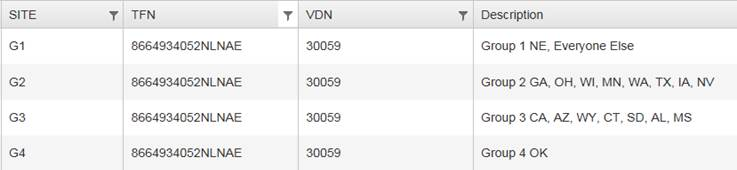 SITE TFN VDN Description
G1 8664934052NLNAE 30059 Group 1 NE, Everyone Else
G2 8664934052NLNAE 30059 Group 2 GA, OH, WI, MN, WA, TX, IA, NV
G3 8664934052NLNAE 30059 Group 3 CA, AZ, WY, CT, SD, AL, MS
G4 8664934052NLNAE 30059 Group 4 OK